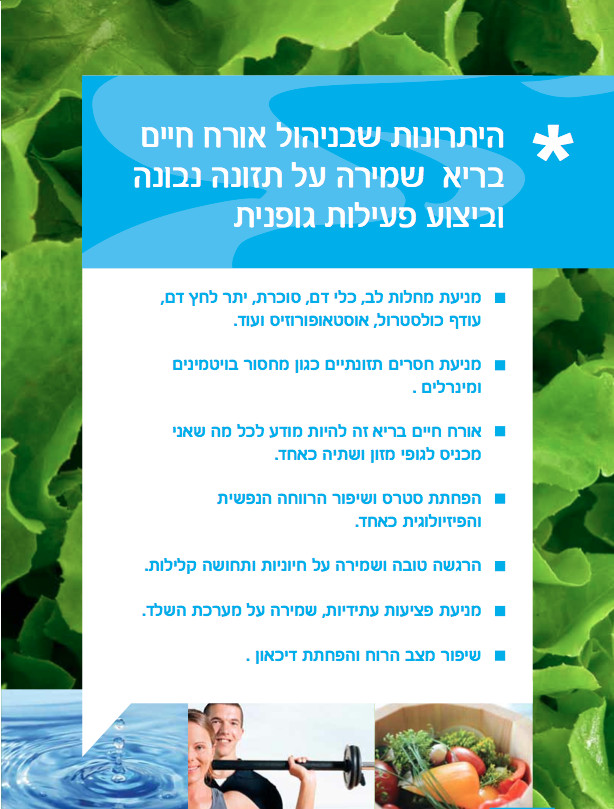 * היתרונות שבניהול אורח חיים
בריא שמירה על תזונה נבונה
וביצוע פעילות גופנית
■ מניעת מחלות לב, כלי דם, סוכרת, יתר לחץ דם,
עודף כולסטרול, אוסטאופורוזיס ועוד.
■ מניעת חסרים תזונתיים כגון מחסור בויטמינים
ומינרלים .
■ אורח חיים בריא זה להיות מודע לכל מה שאני
מכניס לגופי מזון ושתיה כאחד.
■ הפחתת סטרס ושיפור הרווחה הנפשית
והפיזיולוגית כאחד.
■ הרגשה טובה ושמירה על חיוניות ותחושה קלילות.
■ מניעת פציעות עתידיות, שמירה על מערכת השלד.
■ שיפור מצב הרוח והפחתת דיכאון .